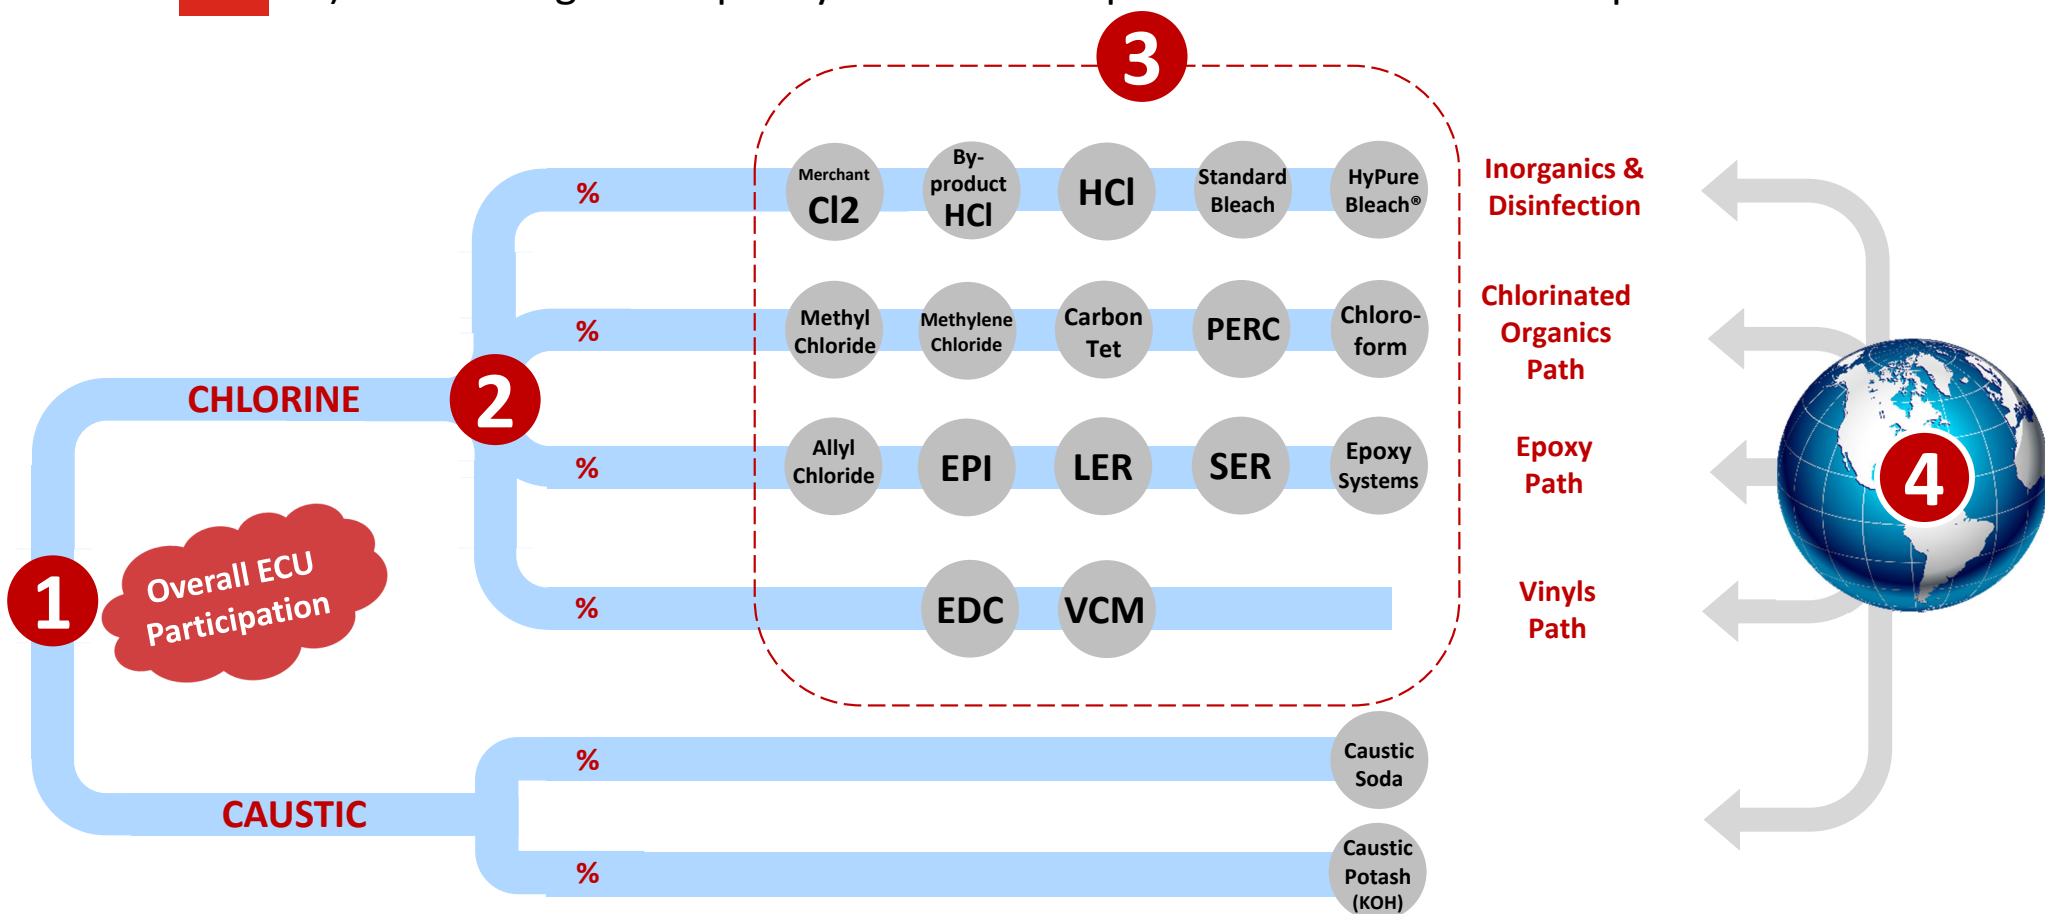 3
Merchant
Cl2
By-
product
HCl
HCl
Standard
Bleach
HyPure
Bleach®
%
Inorganics &
Disinfection
Methyl
Chloride
Methylene
Chloride
Carbon
Tet
PERC
Chloro-
form
%
Chlorinated
Organics
Path
CHLORINE
2
Allyl
Chloride
EPI
LER
SER
Epoxy
Systems
%
Epoxy
Path
4
1
Overall ECU
Participation
%
EDC
VCM
Vinyls
Path
%
Caustic
Soda
CAUSTIC
%
Caustic
Potash
(KOH)